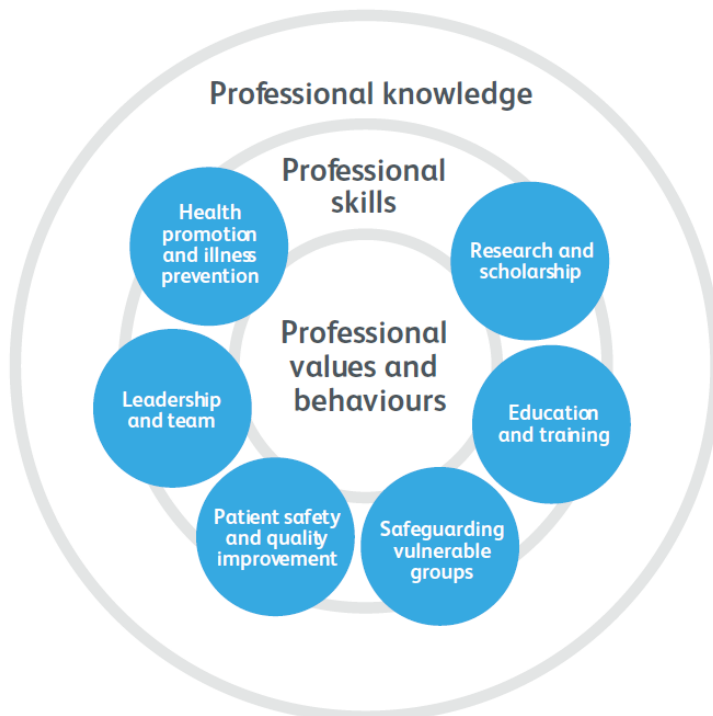 Professional knowledge
Professional
skills
Health
promotion
and illness
prevention
Research and
scholarship
Professional
values and
behaviours
Leadership
and team
Education
and training
Patient safety
and quality
improvement
Safeguarding
vulnerable
groups